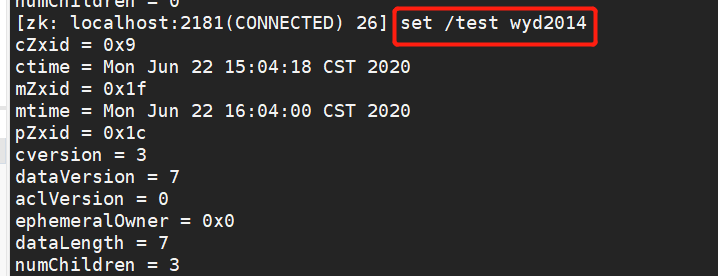 numChildren = 0
[zk: localhost:2181(CONNECTED) 26] set /test wyd2014
cZxid = 0x9
ctime = Mon Jun 22 15:04:18 CST 2020
mZxid = 0x1f
mtime = Mon Jun 22 16:04:00 CST 2020
pZxid = 0x1c
cversion = 3
dataVersion = 7
aclVersion = 0
ephemeralOwner = 0x0
dataLength = 7
numChildren = 3